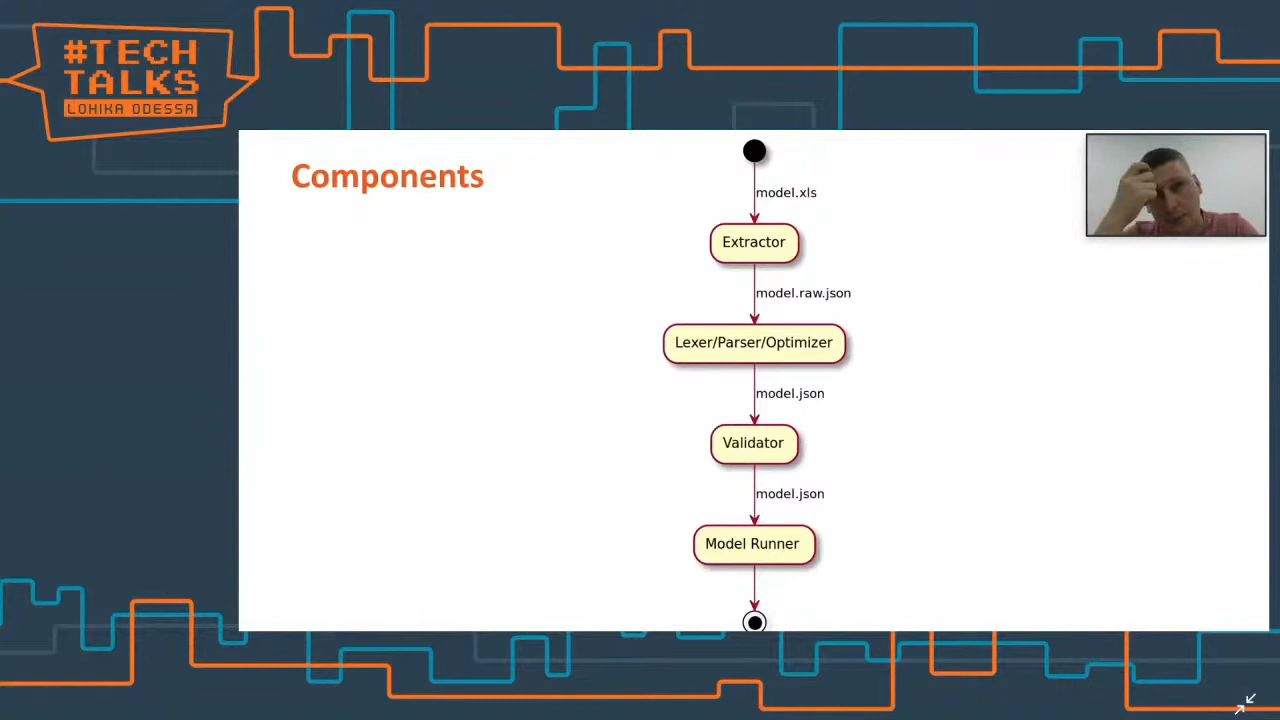 #TECH
TALKS
LOHIKA ODESSA
Components
model.xls
Extractor
model.raw.json
Lexer/Parser/Optimizer
model.json
Validator
model.json
Model Runner